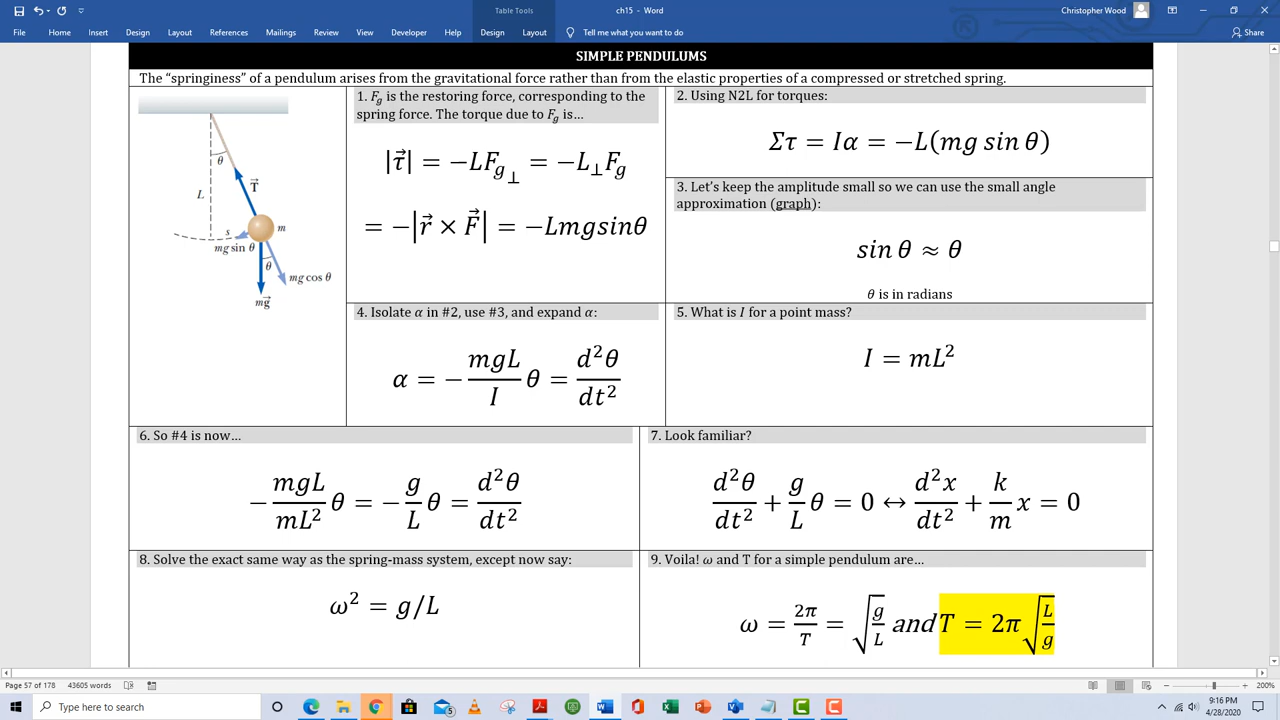 Table Tools
ch15 - Word
Christopher Wood
File Home Insert Design Layout References Mailings Review View Developer Help Design Layout Tell me what you want to do Share
SIMPLE PENDULUMS
The “springiness” of a pendulum arises from the gravitational force rather than from the elastic properties of a compressed or stretched spring.
θ
L
T⃗
m
s
mg sin θ
θ
mg cos θ
mg⃗
1. F_g is the restoring force, corresponding to the
spring force. The torque due to F_g is…
|τ⃗| = −LF_g⊥ = −L⊥F_g
= −|r⃗ × F⃗| = −Lmgsinθ
2. Using N2L for torques:
Στ = Iα = −L(mg sin θ)
3. Let’s keep the amplitude small so we can use the small angle
approximation (graph):
sin θ ≈ θ
θ is in radians
4. Isolate α in #2, use #3, and expand α:
α = − mgL/I θ = d²θ/dt²
5. What is I for a point mass?
I = mL²
6. So #4 is now…
− mgL/mL² θ = − g/L θ = d²θ/dt²
7. Look familiar?
d²θ/dt² + g/L θ = 0 ↔ d²x/dt² + k/m x = 0
8. Solve the exact same way as the spring-mass system, except now say:
ω² = g/L
9. Voila! ω and T for a simple pendulum are…
ω = 2π/T = √(g/L) and T = 2π√(L/g)
Page 57 of 178 43605 words 200%
Type here to search
5
9:16 PM
4/28/2020